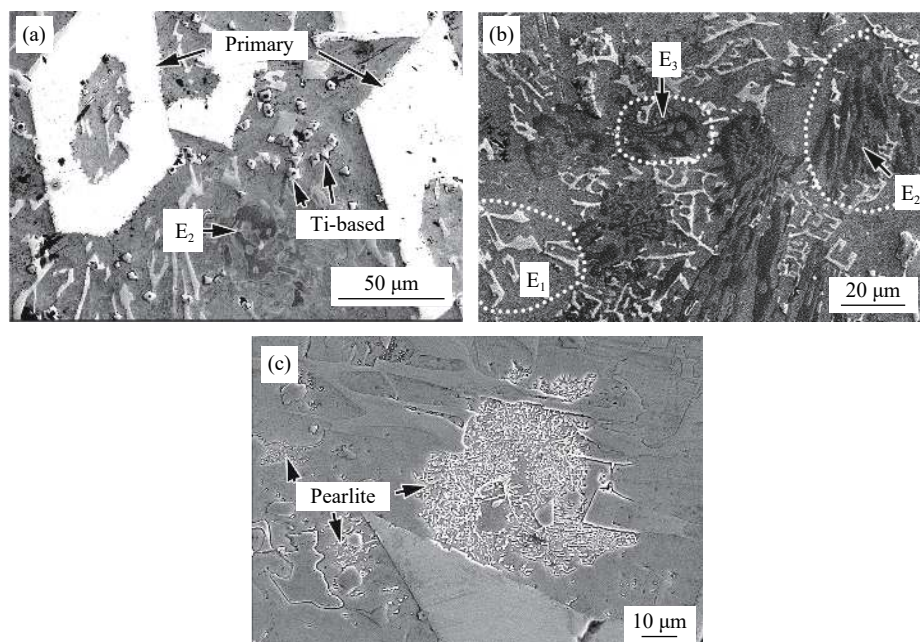 (a)
Primary
E₂
Ti-based
50 μm
(b)
E₃
E₂
E₁
20 μm
(c)
Pearlite
10 μm